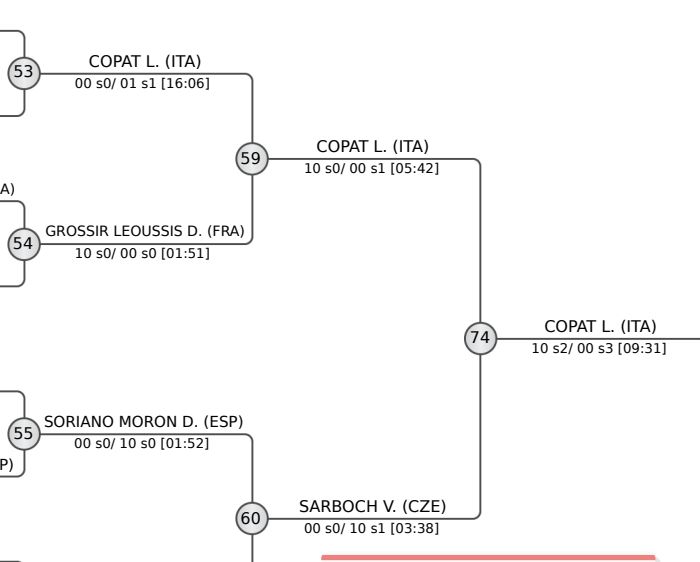 COPAT L. (ITA)
53
00 s0/ 01 s1 [16:06]
COPAT L. (ITA)
59
10 s0/ 00 s1 [05:42]
A)
GROSSIR LEOUSSIS D. (FRA)
54
10 s0/ 00 s0 [01:51]
COPAT L. (ITA)
74
10 s2/ 00 s3 [09:31]
SORIANO MORON D. (ESP)
55
00 s0/ 10 s0 [01:52]
P)
SARBOCH V. (CZE)
60
00 s0/ 10 s1 [03:38]